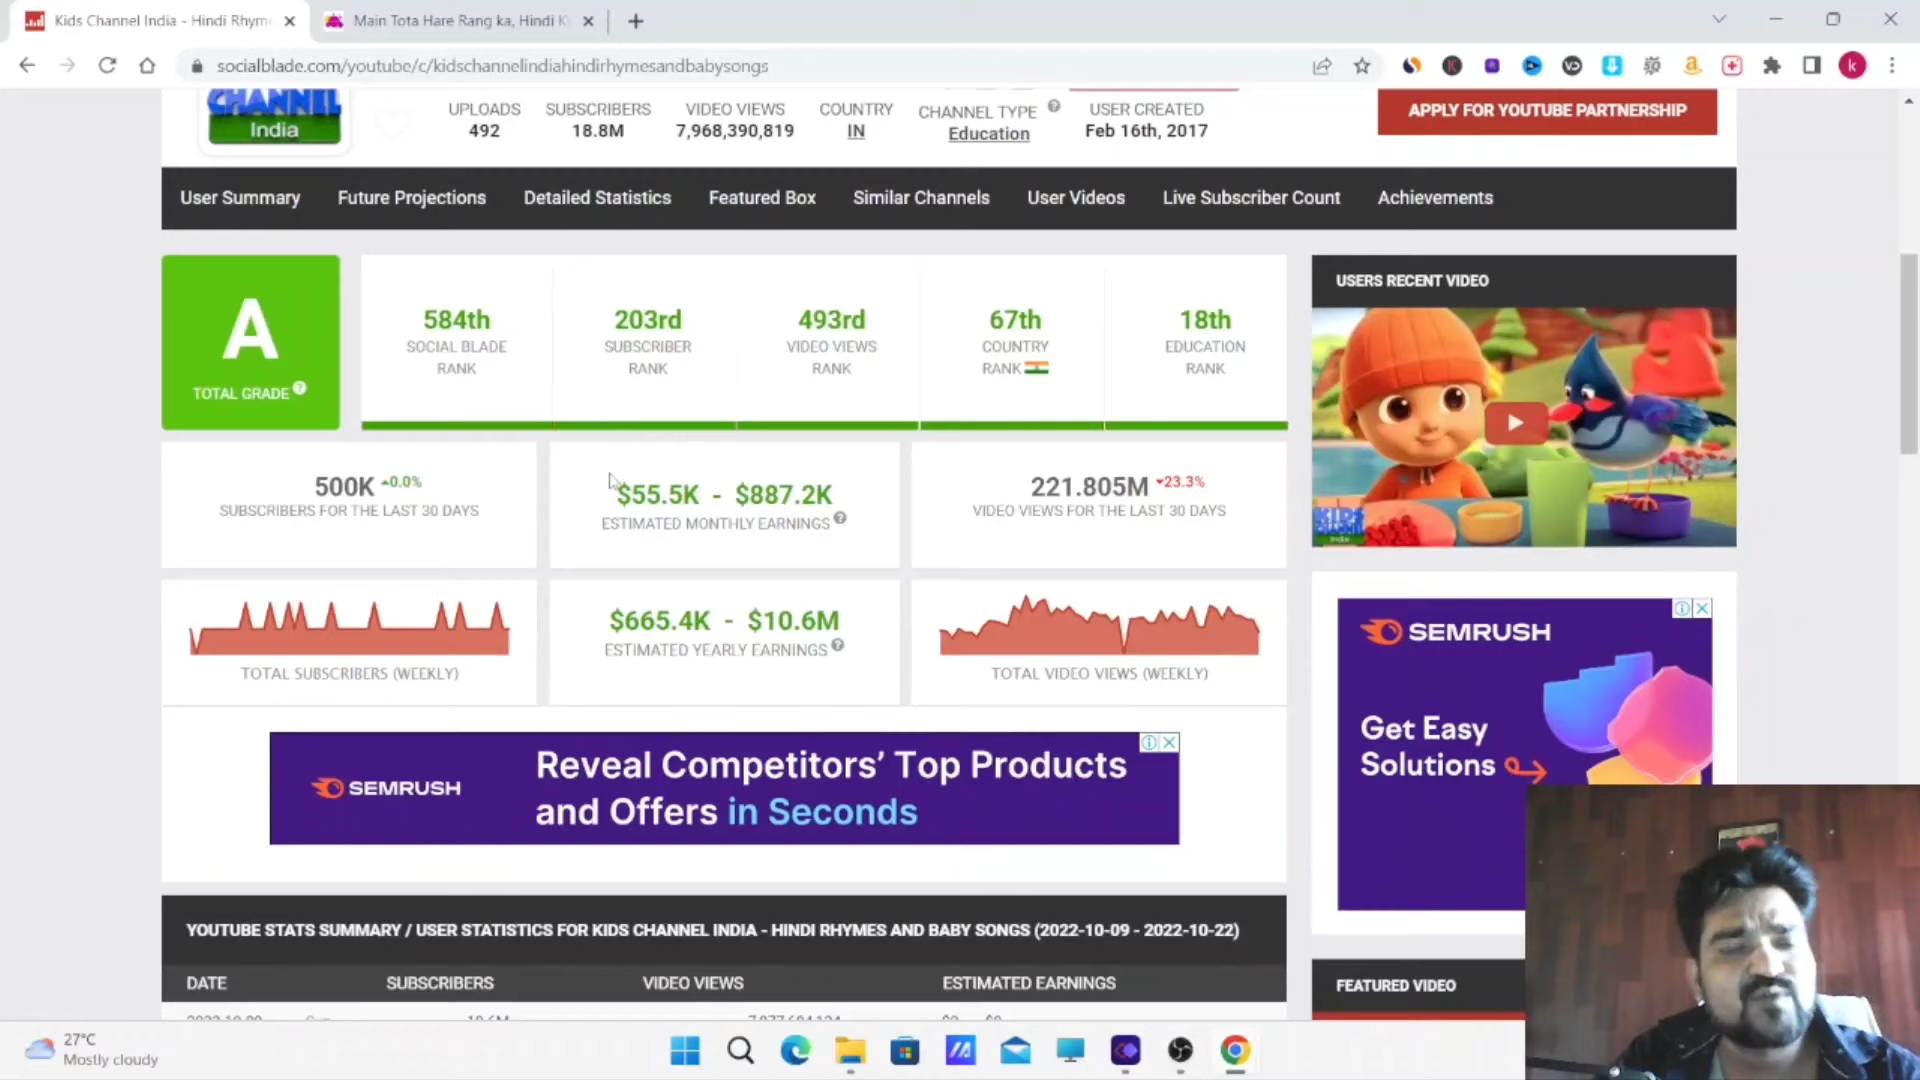 Kids Channel India - Hindi Rhym
Main Tota Hare Rang ka, Hindi K
socialblade.com/youtube/c/kidschannelindiahindirhymesandbabysongs
k
CHANNEL
India
UPLOADS
492
SUBSCRIBERS
18.8M
VIDEO VIEWS
7,968,390,819
COUNTRY
IN
CHANNEL TYPE
Education
USER CREATED
Feb 16th, 2017
APPLY FOR YOUTUBE PARTNERSHIP
User Summary
Future Projections
Detailed Statistics
Featured Box
Similar Channels
User Videos
Live Subscriber Count
Achievements
A
TOTAL GRADE
584th
SOCIAL BLADE
RANK
203rd
SUBSCRIBER
RANK
493rd
VIDEO VIEWS
RANK
67th
COUNTRY
RANK
18th
EDUCATION
RANK
USERS RECENT VIDEO
500K 0.0%
SUBSCRIBERS FOR THE LAST 30 DAYS
$55.5K - $887.2K
ESTIMATED MONTHLY EARNINGS
221.805M 23.3%
VIDEO VIEWS FOR THE LAST 30 DAYS
TOTAL SUBSCRIBERS (WEEKLY)
$665.4K - $10.6M
ESTIMATED YEARLY EARNINGS
TOTAL VIDEO VIEWS (WEEKLY)
SEMRUSH
Get Easy
Solutions
SEMRUSH
Reveal Competitors' Top Products
and Offers in Seconds
YOUTUBE STATS SUMMARY / USER STATISTICS FOR KIDS CHANNEL INDIA - HINDI RHYMES AND BABY SONGS (2022-10-09 - 2022-10-22)
DATE
SUBSCRIBERS
VIDEO VIEWS
ESTIMATED EARNINGS
FEATURED VIDEO
27°C
Mostly cloudy